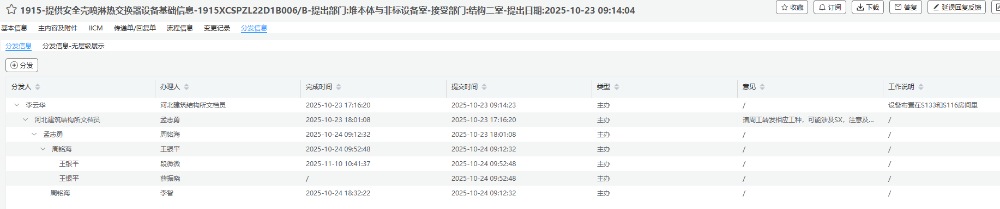 1915-提供安全壳喷淋热交换器设备基础信息-1915XCSPZL22D1B006/B-提出部门:堆本体与非标设备室-接受部门:结构二室-提出日期:2025-10-23 09:14:04 收藏 订阅 下载 答复 延误回复反馈
基本信息 主内容及附件 IICM 传递单/回复单 流程信息 变更记录 分发信息
分发信息 分发信息-无层级展示
分发
分发人 办理人 完成时间 提交时间 类型 意见 工作说明
李云华 河北建筑结构所文档员 2025-10-23 17:16:20 2025-10-23 09:14:23 主办 / 设备布置在S133和S116房间里
河北建筑结构所文档员 孟志勇 2025-10-23 18:01:08 2025-10-23 17:16:20 主办 请周工转发相应工种，可能涉及SX，注意及... /
孟志勇 周铭海 2025-10-24 09:12:32 2025-10-23 18:01:08 主办 / /
周铭海 王银平 2025-10-24 09:52:48 2025-10-24 09:12:32 主办 / /
王银平 段微微 2025-11-10 10:41:37 2025-10-24 09:52:48 主办 / /
王银平 薛振晓 / 2025-10-24 09:52:48 主办 / /
周铭海 李智 2025-10-24 18:32:22 2025-10-24 09:12:32 主办 / /